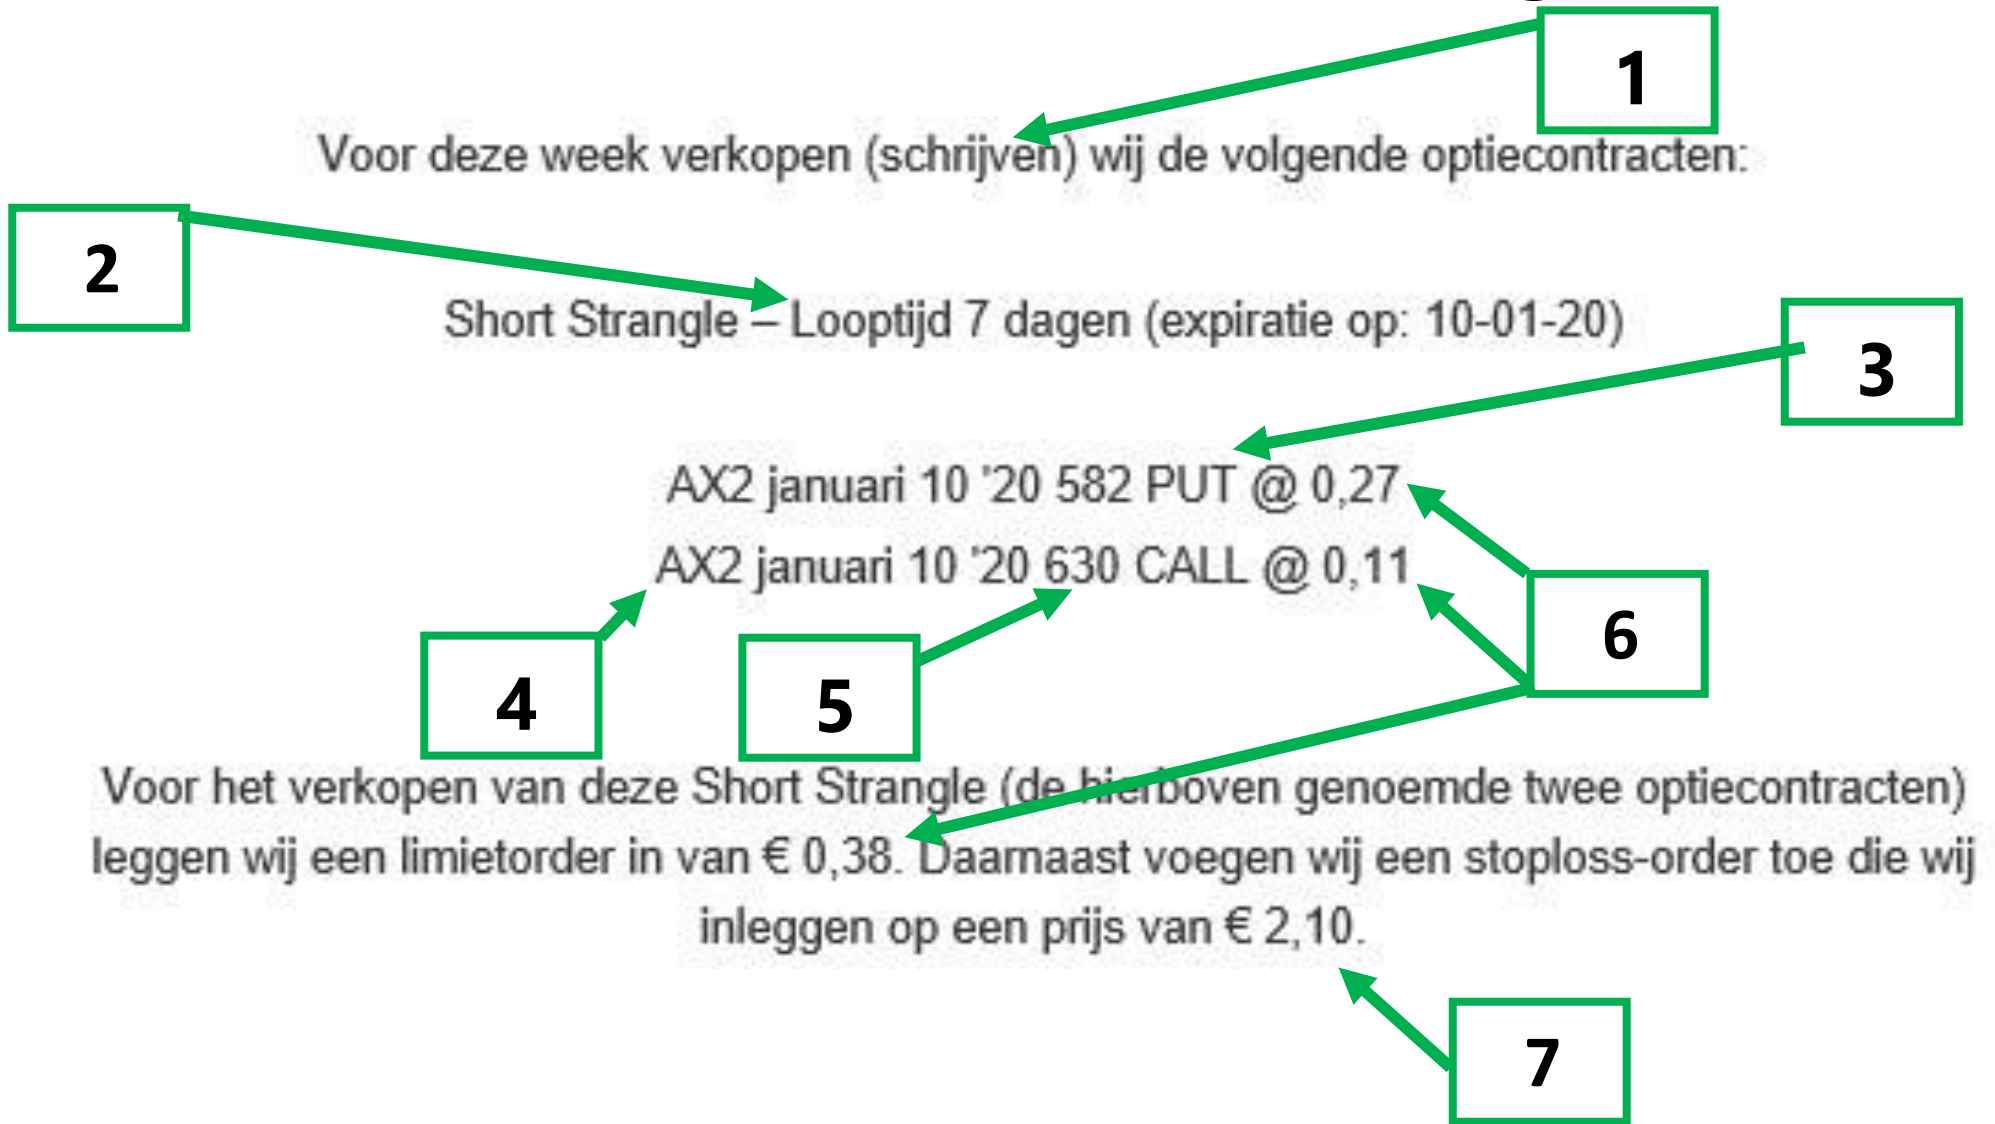 1
Voor deze week verkopen (schrijven) wij de volgende optiecontracten:
2
Short Strangle – Looptijd 7 dagen (expiratie op: 10-01-20)
3
AX2 januari 10 '20 582 PUT @ 0,27
AX2 januari 10 '20 630 CALL @ 0,11
6
4
5
Voor het verkopen van deze Short Strangle (de hierboven genoemde twee optiecontracten)
leggen wij een limietorder in van € 0,38. Daarnaast voegen wij een stoploss-order toe die wij
inleggen op een prijs van € 2,10.
7